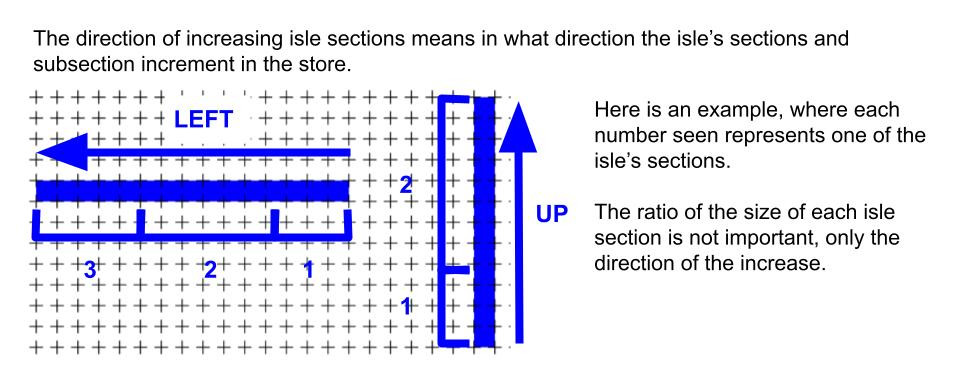 The direction of increasing isle sections means in what direction the isle's sections and
subsection increment in the store.
LEFT
3 2 1
2
1
UP
Here is an example, where each
number seen represents one of the
isle's sections.
The ratio of the size of each isle
section is not important, only the
direction of the increase.